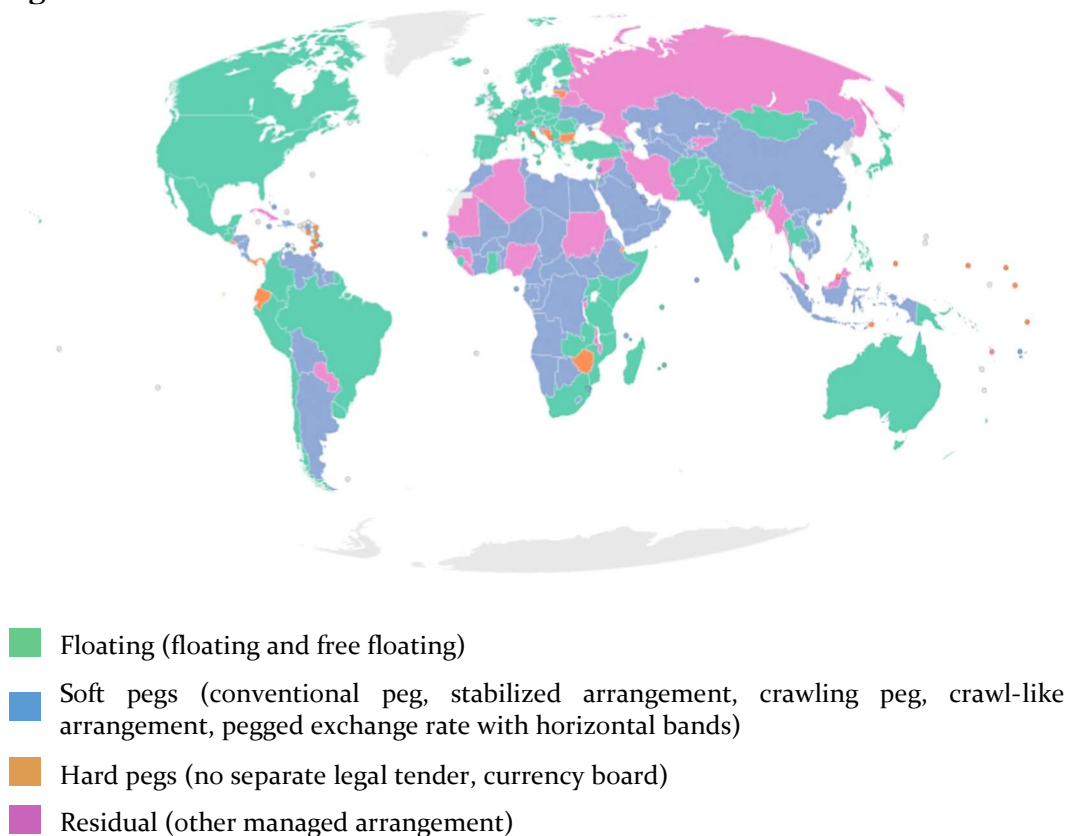 Floating (floating and free floating)
Soft pegs (conventional peg, stabilized arrangement, crawling peg, crawl-like
arrangement, pegged exchange rate with horizontal bands)
Hard pegs (no separate legal tender, currency board)
Residual (other managed arrangement)